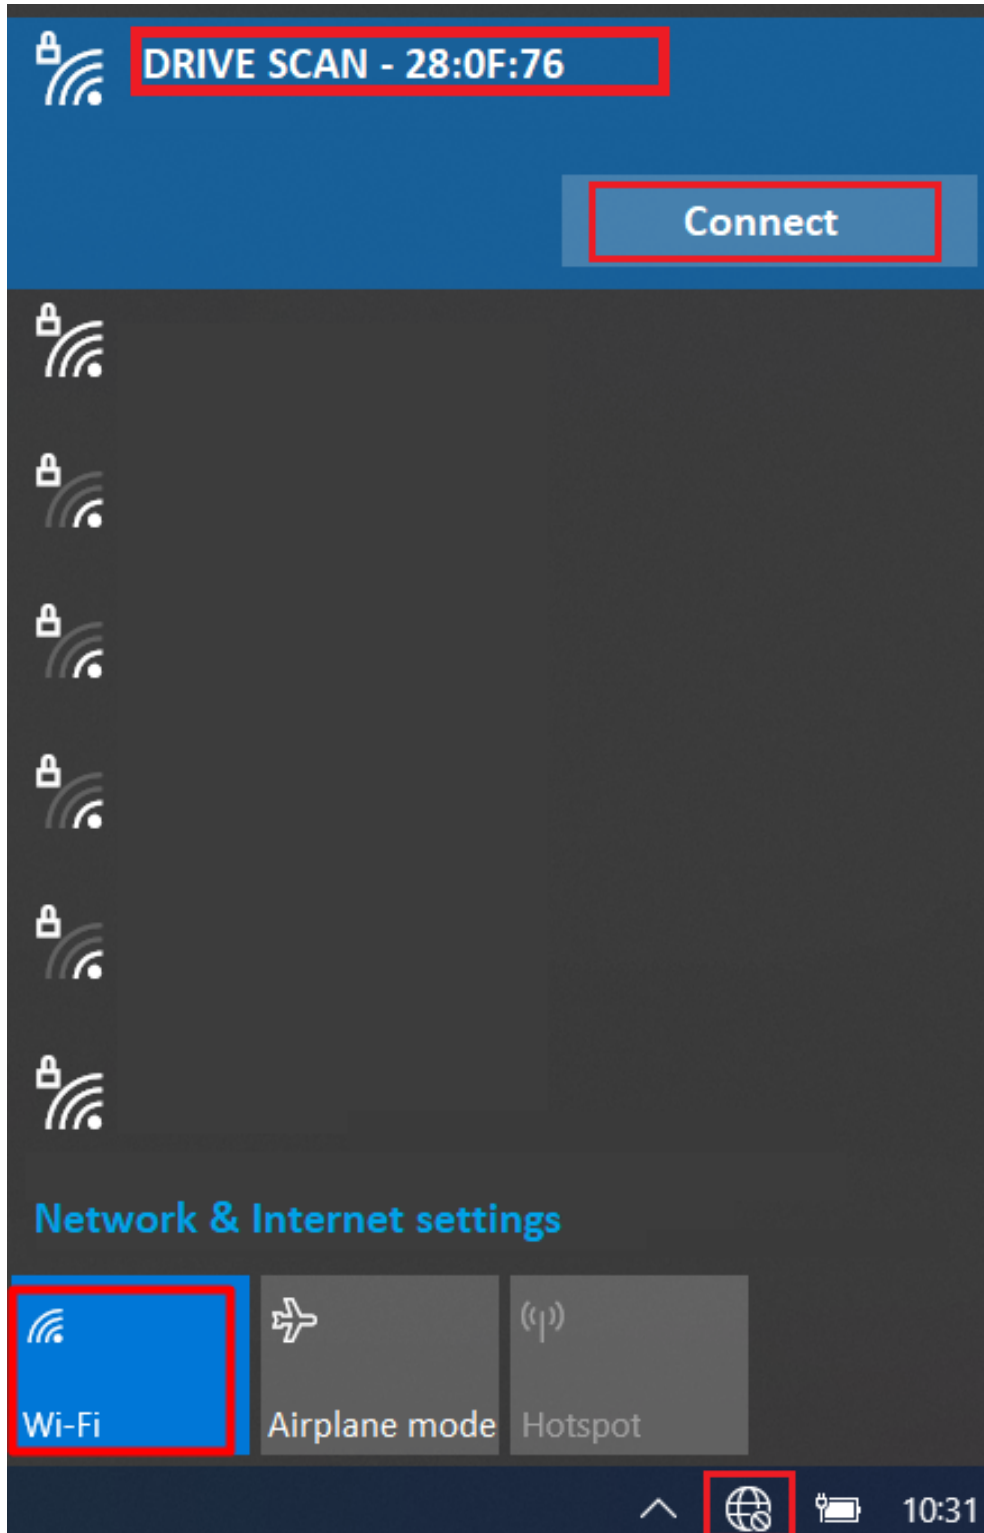 DRIVE SCAN - 28:0F:76
Connect
Network & Internet settings
Wi-Fi
Airplane mode
Hotspot
10:31